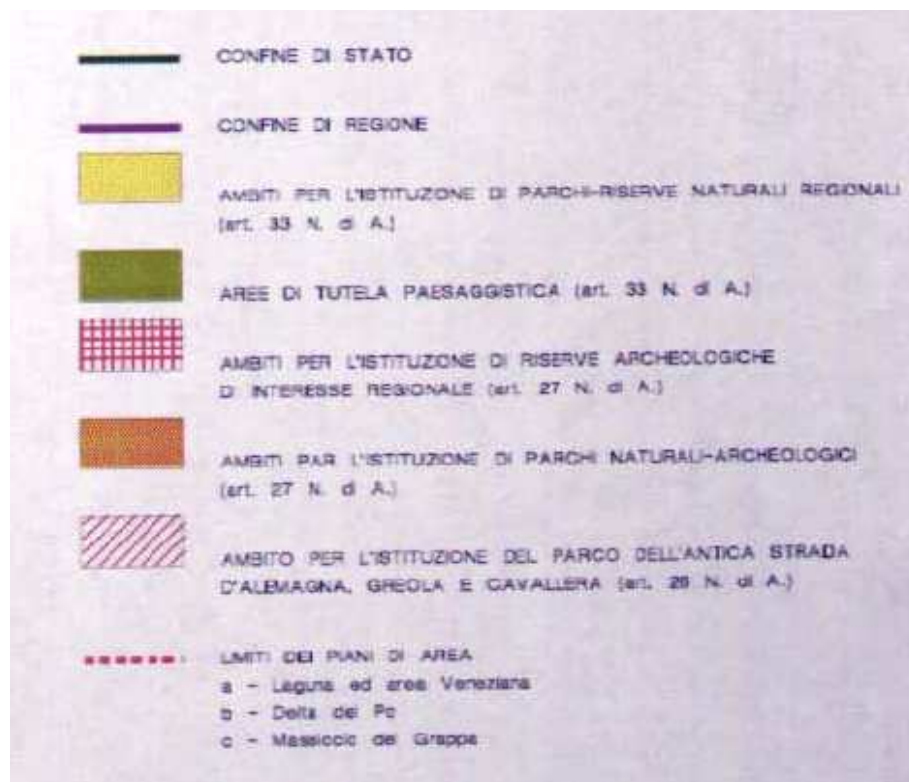 CONFINE DI STATO
CONFINE DI REGIONE
AMBITI PER L'ISTITUZIONE DI PARCHI-RISERVE NATURALI REGIONALI
(art. 33 N. di A.)
AREE DI TUTELA PAESAGGISTICA (art. 33 N. di A.)
AMBITI PER L'ISTITUZIONE DI RISERVE ARCHEOLOGICHE
DI INTERESSE REGIONALE (art. 27 N. di A.)
AMBITI PAR L'ISTITUZIONE DI PARCHI NATURALI-ARCHEOLOGICI
(art. 27 N. di A.)
AMBITO PER L'ISTITUZIONE DEL PARCO DELL'ANTICA STRADA
D'ALEMAGNA, GREOLA E CAVALLERA (art. N. di A.)
LIMITI DEI PIANI DI AREA
a - Laguna ed area Veneziana
b - Delta del Po
c - Massiccio del Grappa